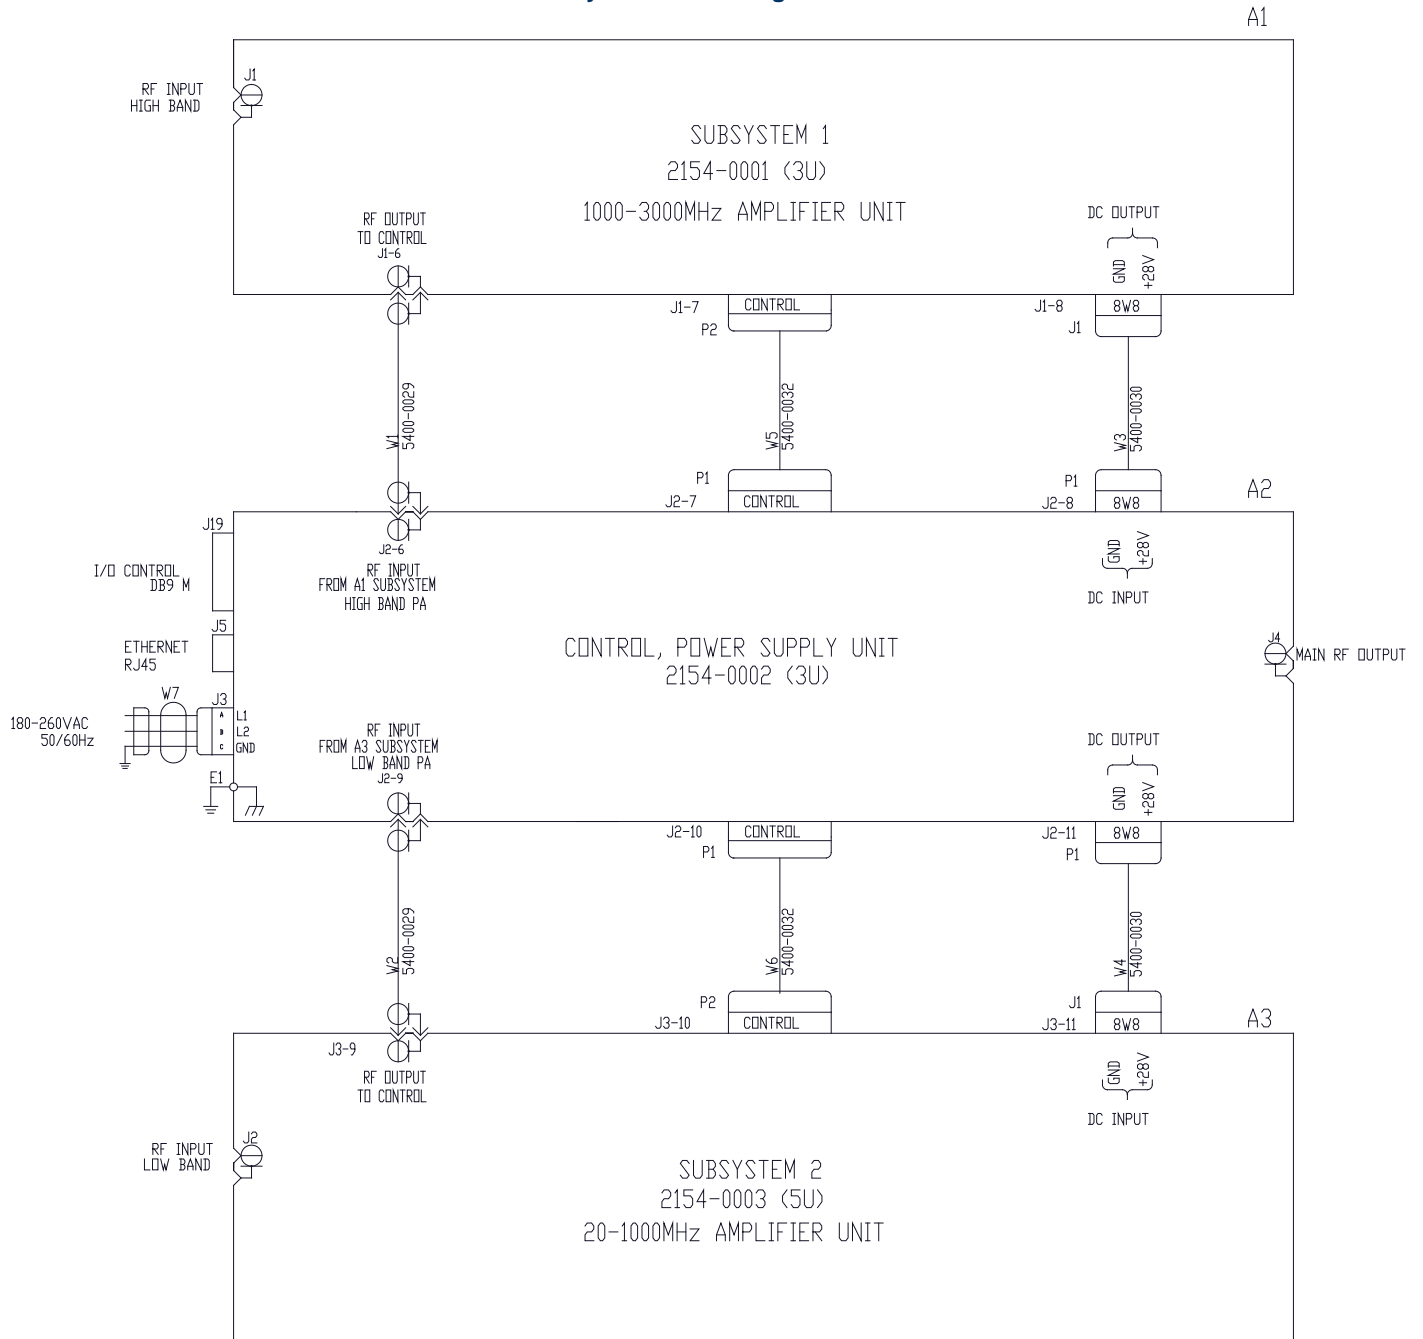 A1
J1
RF INPUT
HIGH BAND
SUBSYSTEM 1
2154-0001 (3U)
1000-3000MHz AMPLIFIER UNIT
RF OUTPUT
TO CONTROL
J1-6
DC OUTPUT
GND
+28V
J1-7
CONTROL
P2
J1-8
8W8
J1
W1
5400-0029
W5
5400-0032
W3
5400-0030
P1
J2-7
CONTROL
P1
J2-8
8W8
A2
J19
I/O CONTROL
DB9 M
J2-6
RF INPUT
FROM A1 SUBSYSTEM
HIGH BAND PA
GND
+28V
DC INPUT
J5
ETHERNET
RJ45
CONTROL, POWER SUPPLY UNIT
2154-0002 (3U)
J4
MAIN RF OUTPUT
W7
J3
180-260VAC
50/60Hz
A
L1
B
L2
C
GND
E1
RF INPUT
FROM A3 SUBSYSTEM
LOW BAND PA
J2-9
DC OUTPUT
GND
+28V
J2-10
CONTROL
P1
J2-11
8W8
P1
W2
5400-0029
W6
5400-0032
W4
5400-0030
P2
J3-10
CONTROL
J1
J3-11
8W8
A3
J3-9
RF OUTPUT
TO CONTROL
GND
+28V
DC INPUT
J2
RF INPUT
LOW BAND
SUBSYSTEM 2
2154-0003 (5U)
20-1000MHz AMPLIFIER UNIT